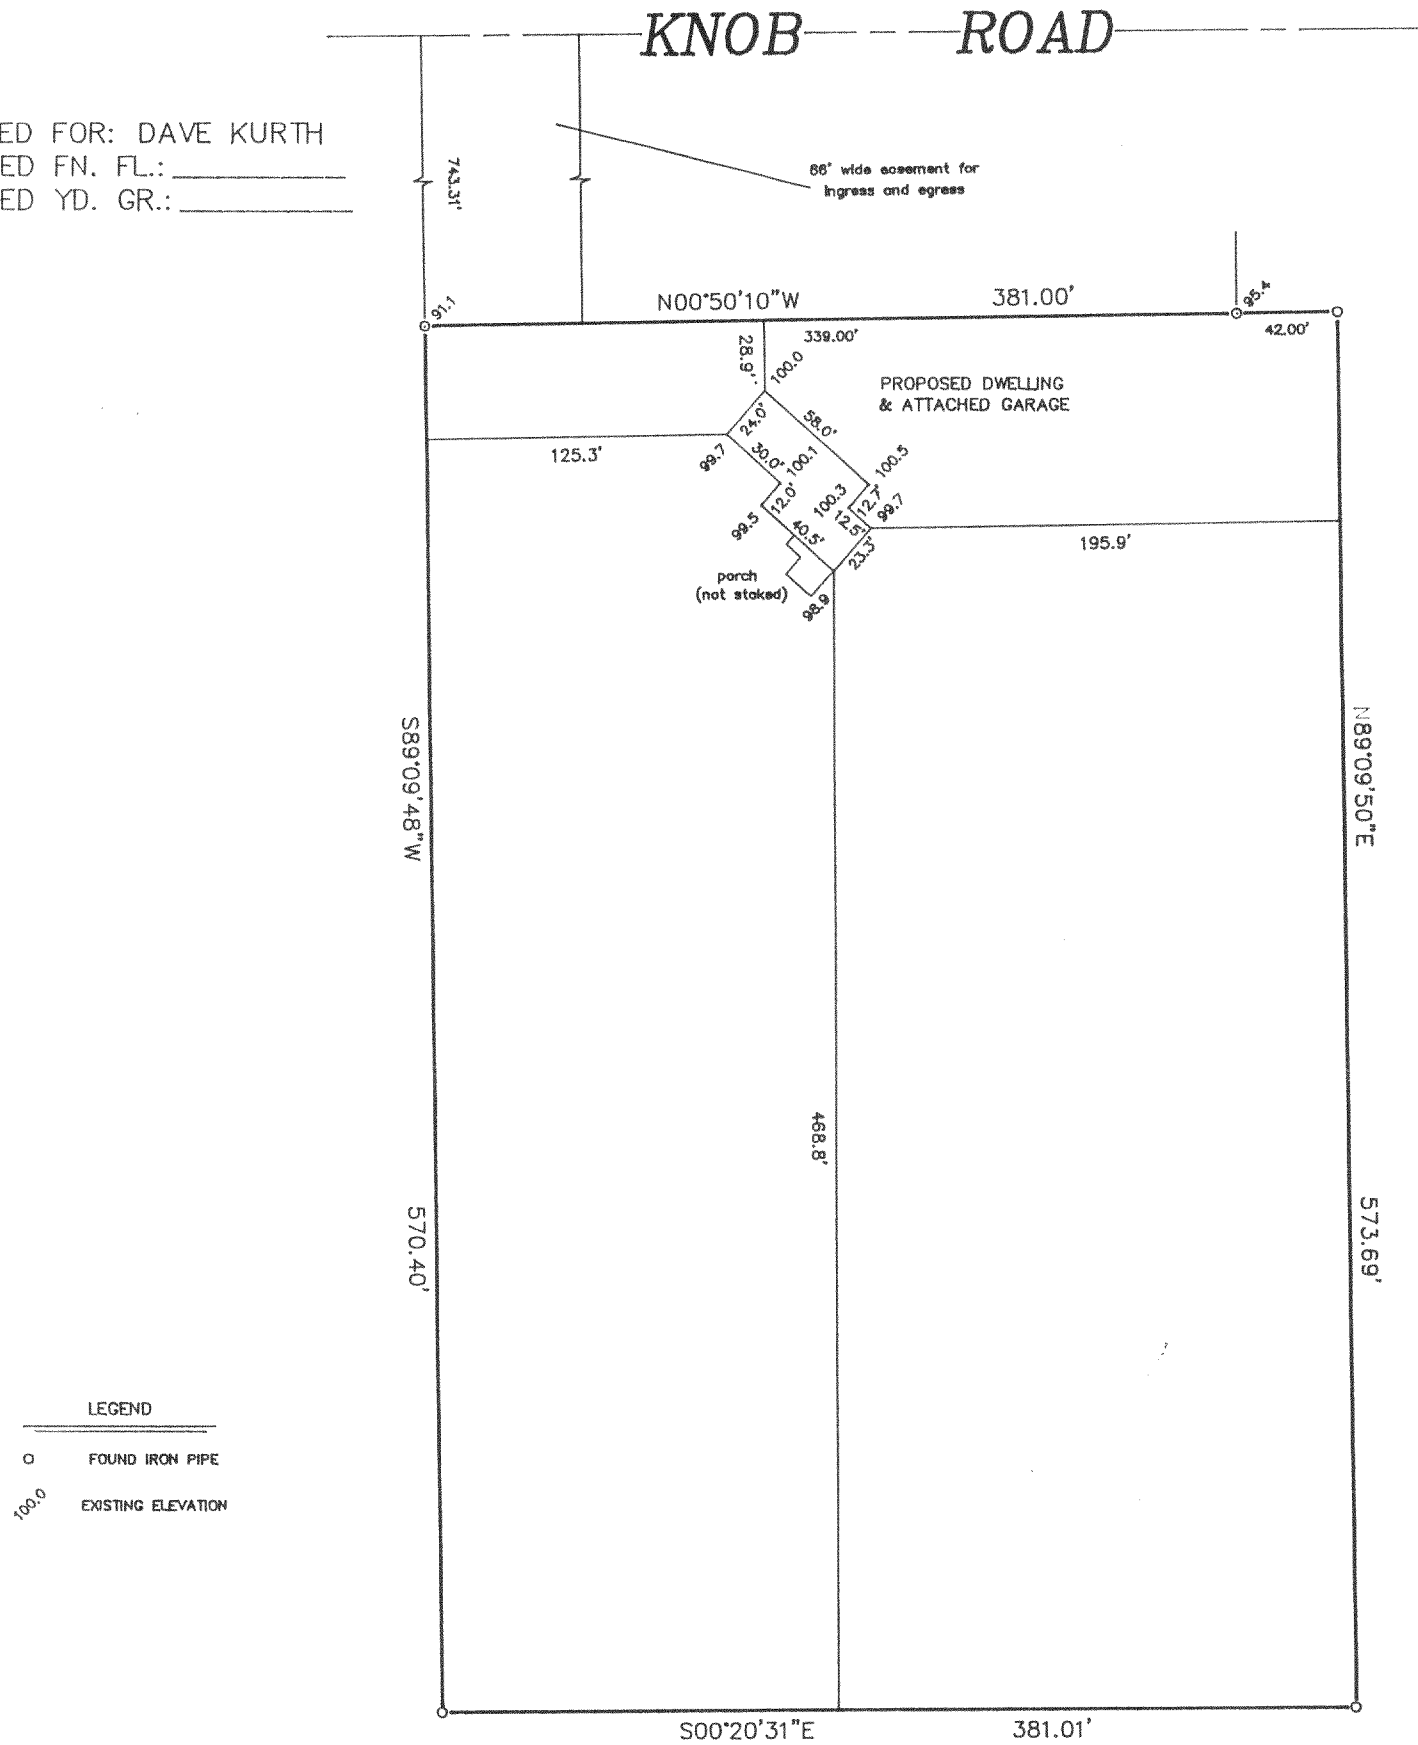 KNOB ROAD
ED FOR: DAVE KURTH
ED FN. FL.:
ED YD. GR.:
743.31'
66' wide easement for
ingress and egress
91.1
N00°50'10"W
381.00'
95.4
339.00'
42.00'
28.9'
100.0
PROPOSED DWELLING
& ATTACHED GARAGE
24.0'
58.0'
125.3'
99.7
30.0'
100.1
100.5
100.3
12.7'
99.7
12.0'
12.5'
99.5
40.5'
23.3'
195.9'
porch
(not staked)
98.9
S89°09'48"W
N89°09'50"E
468.8'
570.40'
573.69'
LEGEND
FOUND IRON PIPE
100.0 EXISTING ELEVATION
S00°20'31"E
381.01'